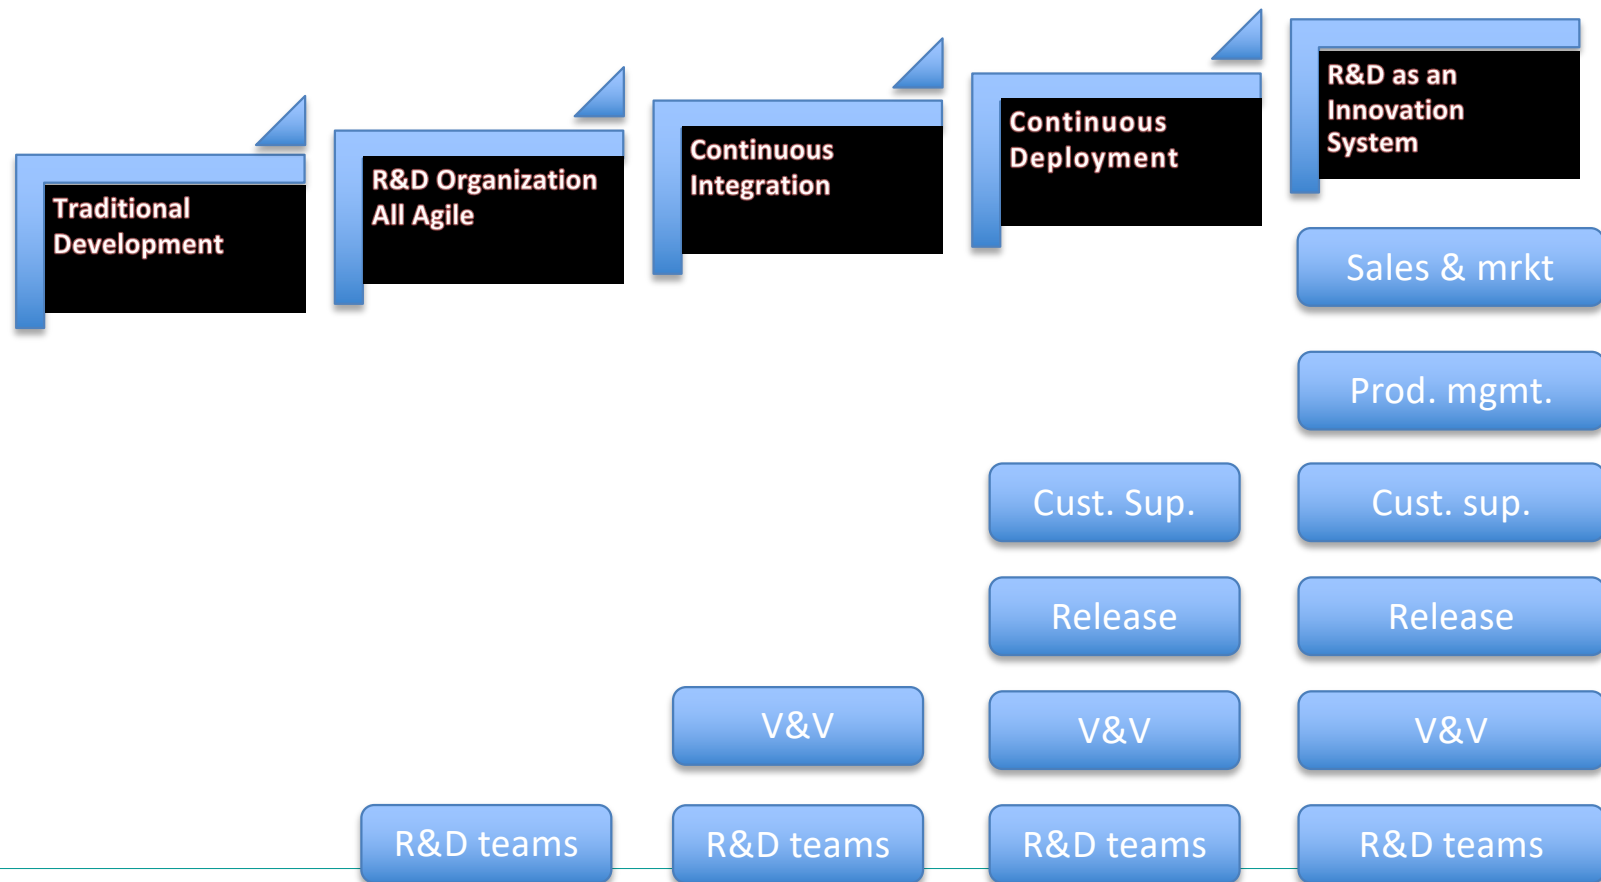 Traditional
Development
R&D Organization
All Agile
Continuous
Integration
Continuous
Deployment
R&D as an
Innovation
System
Sales & mrkt
Prod. mgmt.
Cust. Sup.
Cust. sup.
Release
Release
V&V
V&V
V&V
R&D teams
R&D teams
R&D teams
R&D teams